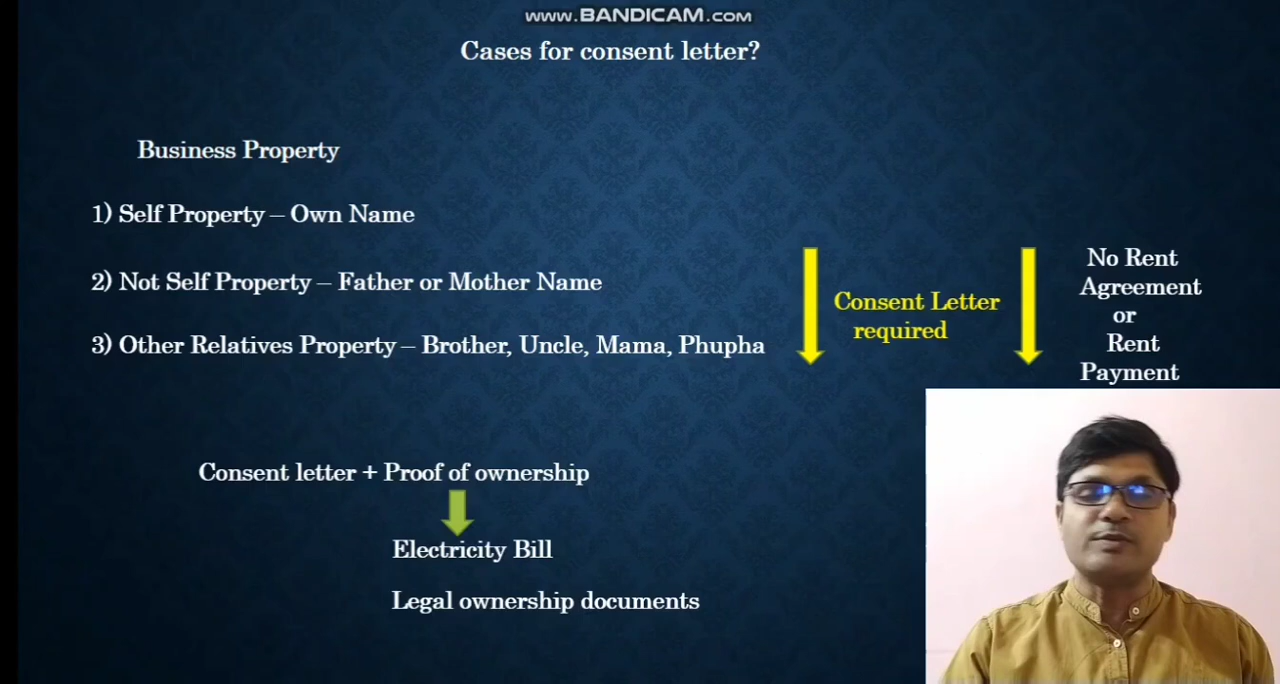 www.BANDICAM.com
Cases for consent letter?
Business Property
1) Self Property – Own Name
2) Not Self Property – Father or Mother Name
3) Other Relatives Property – Brother, Uncle, Mama, Phupha
Consent Letter
required
No Rent
Agreement
or
Rent
Payment
Consent letter + Proof of ownership
Electricity Bill
Legal ownership documents